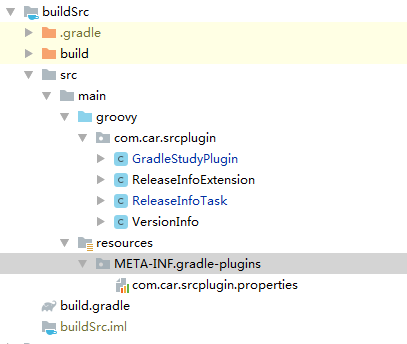 buildSrc
.gradle
build
src
main
groovy
com.car.srcplugin
GradleStudyPlugin
ReleaseInfoExtension
ReleaseInfoTask
VersionInfo
resources
META-INF.gradle-plugins
com.car.srcplugin.properties
build.gradle
buildSrc.iml